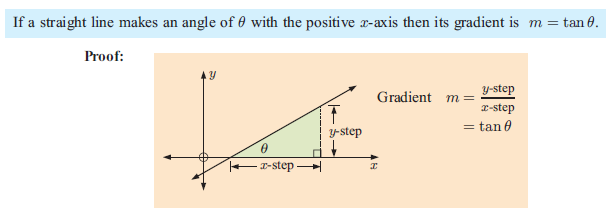 If a straight line makes an angle of θ with the positive x-axis then its gradient is m = tan θ.
Proof:
y
Gradient m = y-step / x-step
= tan θ
y-step
θ
x-step
x